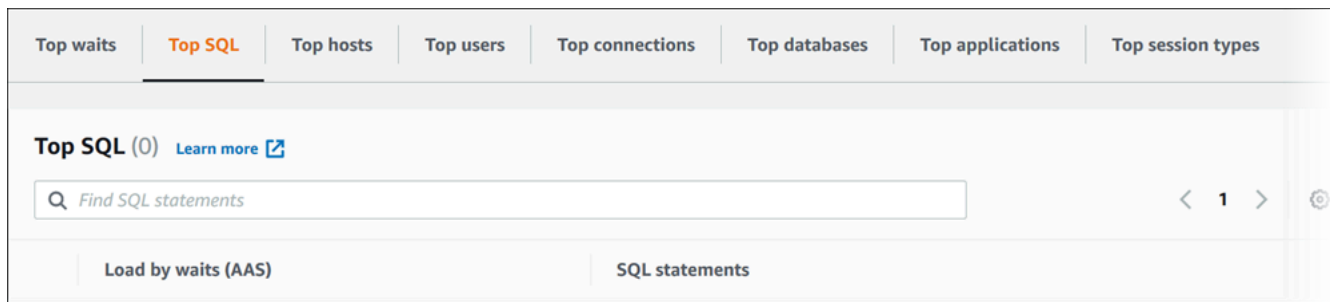 Top waits Top SQL Top hosts Top users Top connections Top databases Top applications Top session types
Top SQL (0) Learn more
Find SQL statements
1
Load by waits (AAS) SQL statements